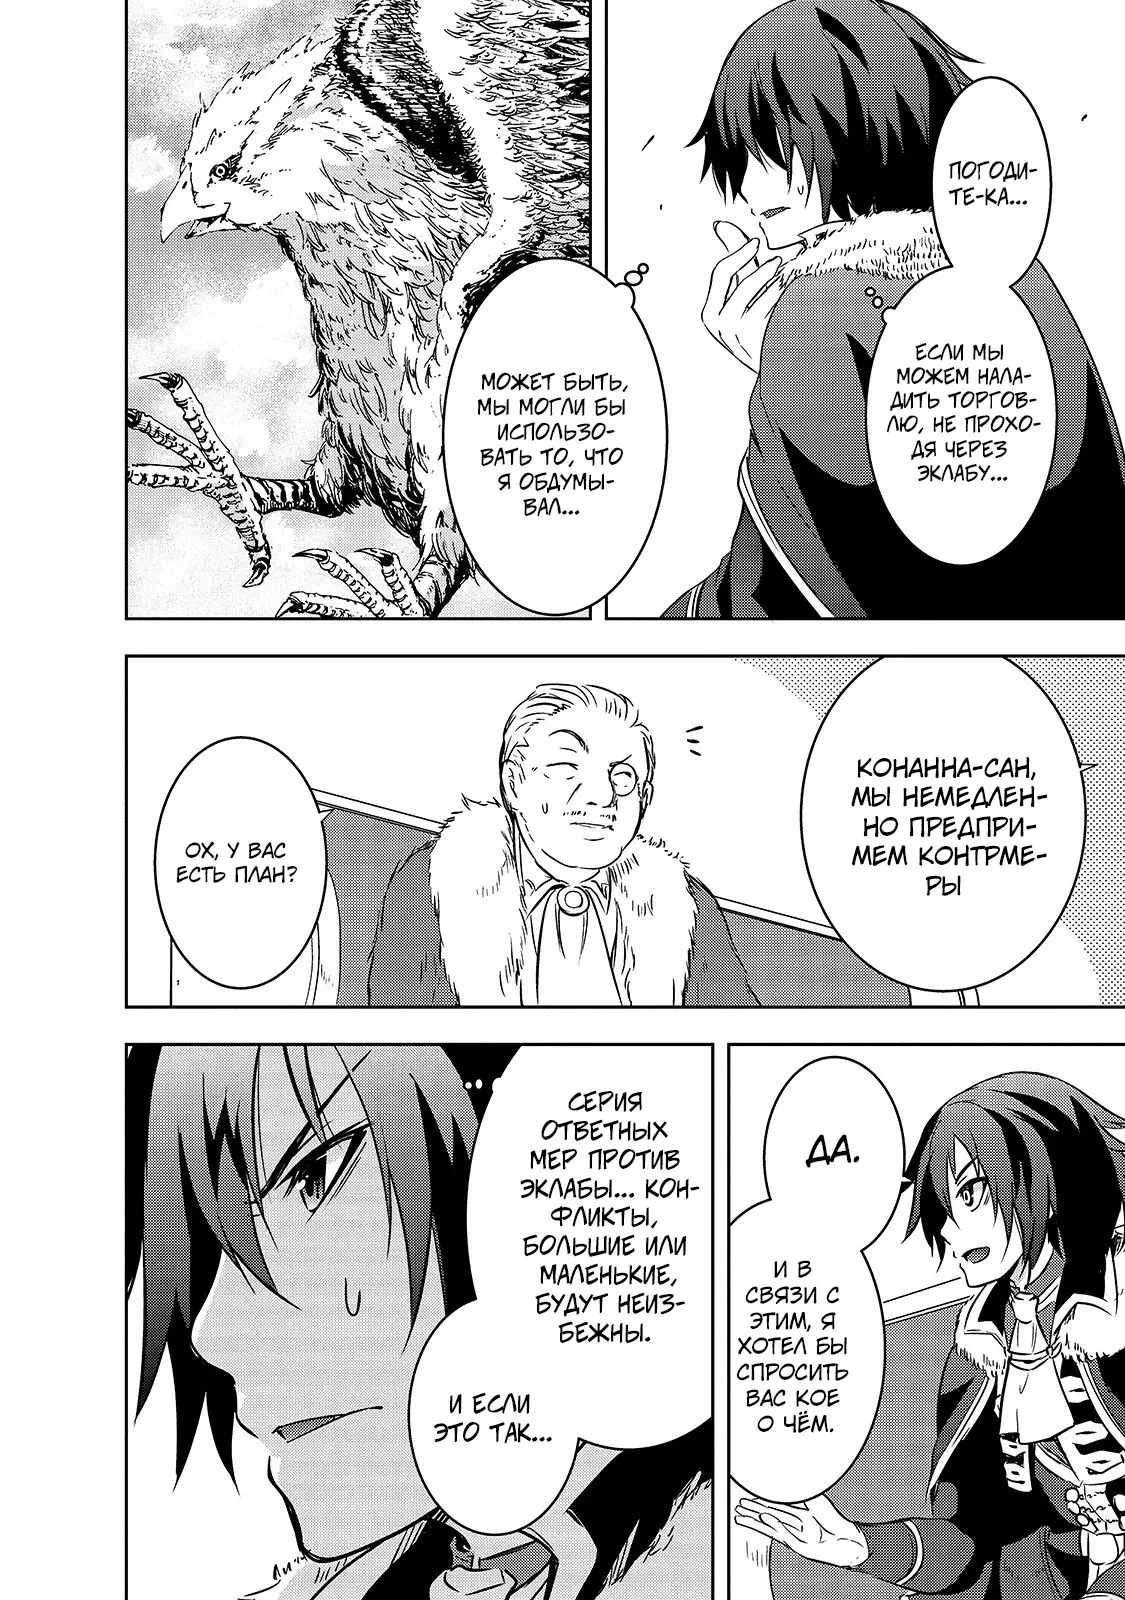 ПОГОДИ-
ТЕ-КА...
ЕСЛИ МЫ
МОЖЕМ НАЛА-
ДИТЬ ТОРГОВ-
ЛЮ, НЕ ПРОХО-
ДЯ ЧЕРЕЗ
ЭКЛАБУ...
МОЖЕТ БЫТЬ,
МЫ МОГЛИ БЫ
ИСПОЛЬЗО-
ВАТЬ ТО, ЧТО
Я ОБДУМЫ-
ВАЛ...
КОНАННА-САН,
МЫ НЕМЕДЛЕН-
НО ПРЕДПРИ-
МЕМ КОНТРМЕ-
РЫ
ОХ, У ВАС
ЕСТЬ ПЛАН?
ДА.
И В
СВЯЗИ С
ЭТИМ, Я
ХОТЕЛ БЫ
СПРОСИТЬ
ВАС КОЕ
О ЧЁМ.
СЕРИЯ
ОТВЕТНЫХ
МЕР ПРОТИВ
ЭКЛАБЫ... КОН-
ФЛИКТЫ,
БОЛЬШИЕ ИЛИ
МАЛЕНЬКИЕ,
БУДУТ НЕИЗ-
БЕЖНЫ.
И ЕСЛИ
ЭТО ТАК...